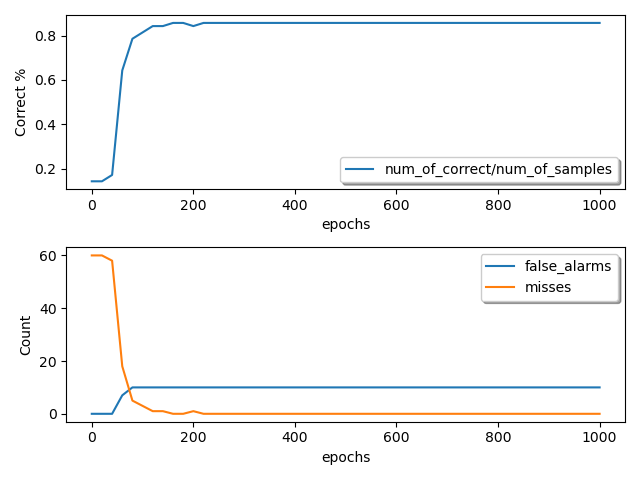 0.8
0.6
0.4
0.2
Correct %
num_of_correct/num_of_samples
0 200 400 600 800 1000
epochs
60
40
20
0
Count
false_alarms
misses
0 200 400 600 800 1000
epochs